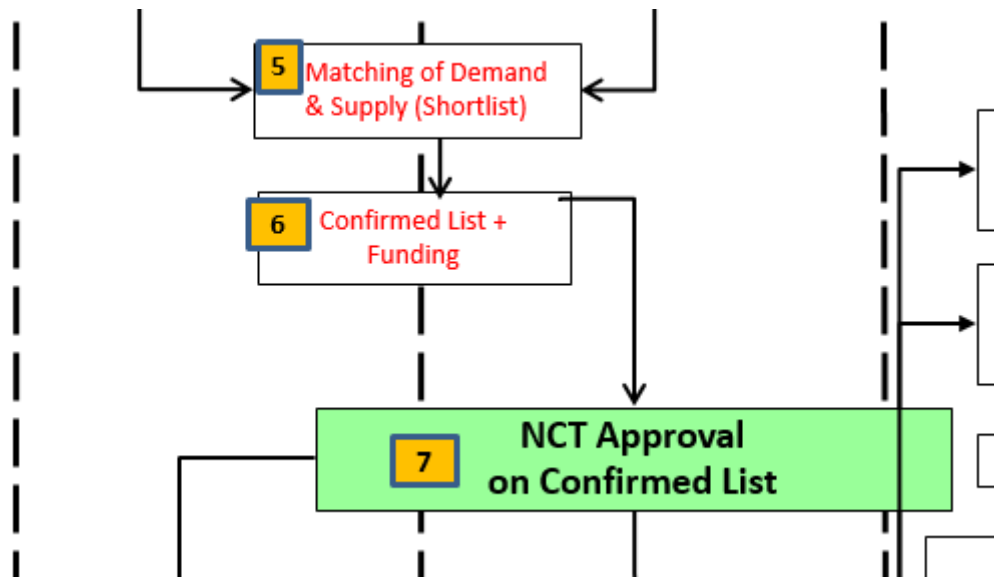 5
Matching of Demand
& Supply (Shortlist)
6
Confirmed List +
Funding
7
NCT Approval
on Confirmed List